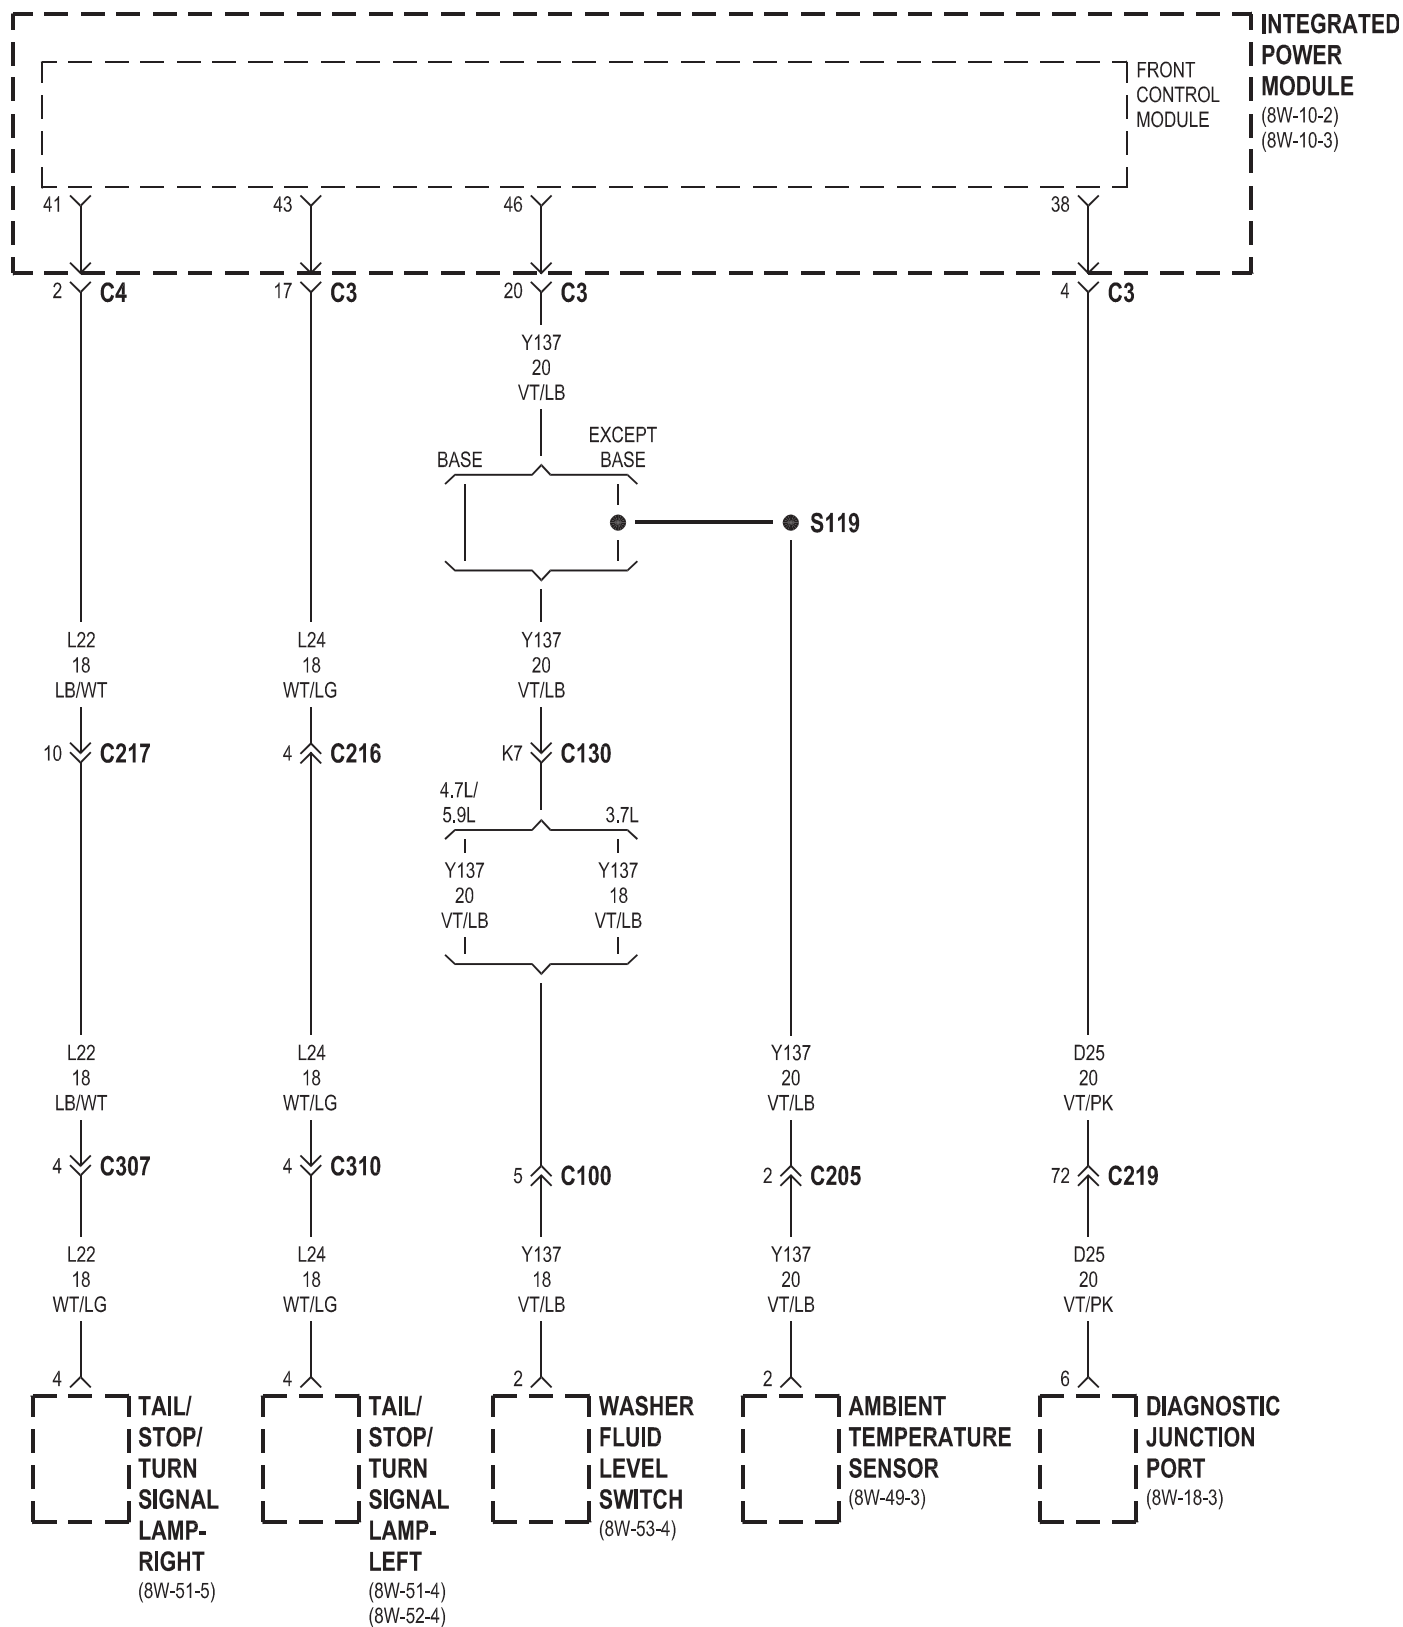 INTEGRATED
POWER
MODULE
(8W-10-2)
(8W-10-3)
FRONT
CONTROL
MODULE
41
43
46
38
2 C4
17 C3
20 C3
4 C3
Y137
20
VT/LB
BASE
EXCEPT
BASE
S119
L22
18
LB/WT
L24
18
WT/LG
Y137
20
VT/LB
10 C217
4 C216
K7 C130
4.7L/
5.9L
3.7L
Y137
20
VT/LB
Y137
18
VT/LB
L22
18
LB/WT
L24
18
WT/LG
Y137
20
VT/LB
D25
20
VT/PK
4 C307
4 C310
5 C100
2 C205
72 C219
L22
18
WT/LG
L24
18
WT/LG
Y137
18
VT/LB
Y137
20
VT/LB
D25
20
VT/PK
4
4
2
2
6
TAIL/
STOP/
TURN
SIGNAL
LAMP-
RIGHT
(8W-51-5)
TAIL/
STOP/
TURN
SIGNAL
LAMP-
LEFT
(8W-51-4)
(8W-52-4)
WASHER
FLUID
LEVEL
SWITCH
(8W-53-4)
AMBIENT
TEMPERATURE
SENSOR
(8W-49-3)
DIAGNOSTIC
JUNCTION
PORT
(8W-18-3)